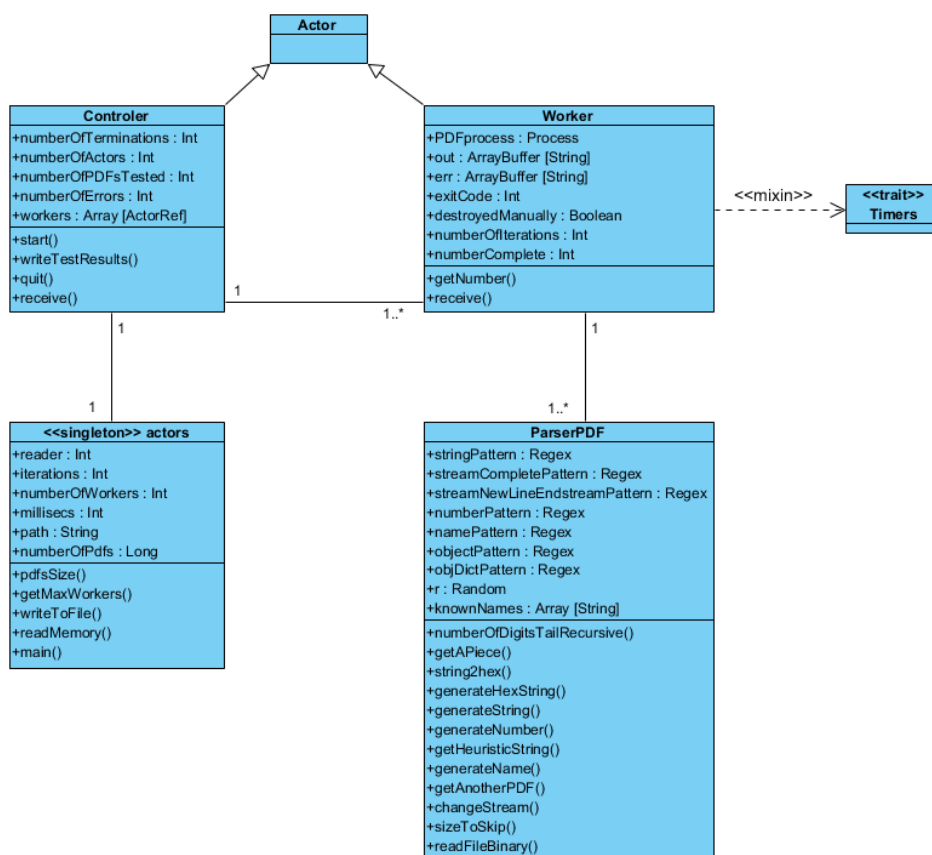 Actor
Controler
+numberOfTerminations : Int
+numberOfActors : Int
+numberOfPDFsTested : Int
+numberOfErrors : Int
+workers : Array [ActorRef]
+start()
+writeTestResults()
+quit()
+receive()
Worker
+PDFprocess : Process
+out : ArrayBuffer [String]
+err : ArrayBuffer [String]
+exitCode : Int
+destroyedManually : Boolean
+numberOfIterations : Int
+numberComplete : Int
+getNumber()
+receive()
<<mixin>>
<<trait>>
Timers
1
1..*
1
1
1
1..*
<<singleton>> actors
+reader : Int
+iterations : Int
+numberOfWorkers : Int
+millisecs : Int
+path : String
+numberOfPdfs : Long
+pdfsSize()
+getMaxWorkers()
+writeToFile()
+readMemory()
+main()
ParserPDF
+stringPattern : Regex
+streamCompletePattern : Regex
+streamNewLineEndstreamPattern : Regex
+numberPattern : Regex
+namePattern : Regex
+objectPattern : Regex
+objDictPattern : Regex
+r : Random
+knownNames : Array [String]
+numberOfDigitsTailRecursive()
+getAPiece()
+string2hex()
+generateHexString()
+generateString()
+generateNumber()
+getHeuristicString()
+generateName()
+getAnotherPDF()
+changeStream()
+sizeToSkip()
+readFileBinary()